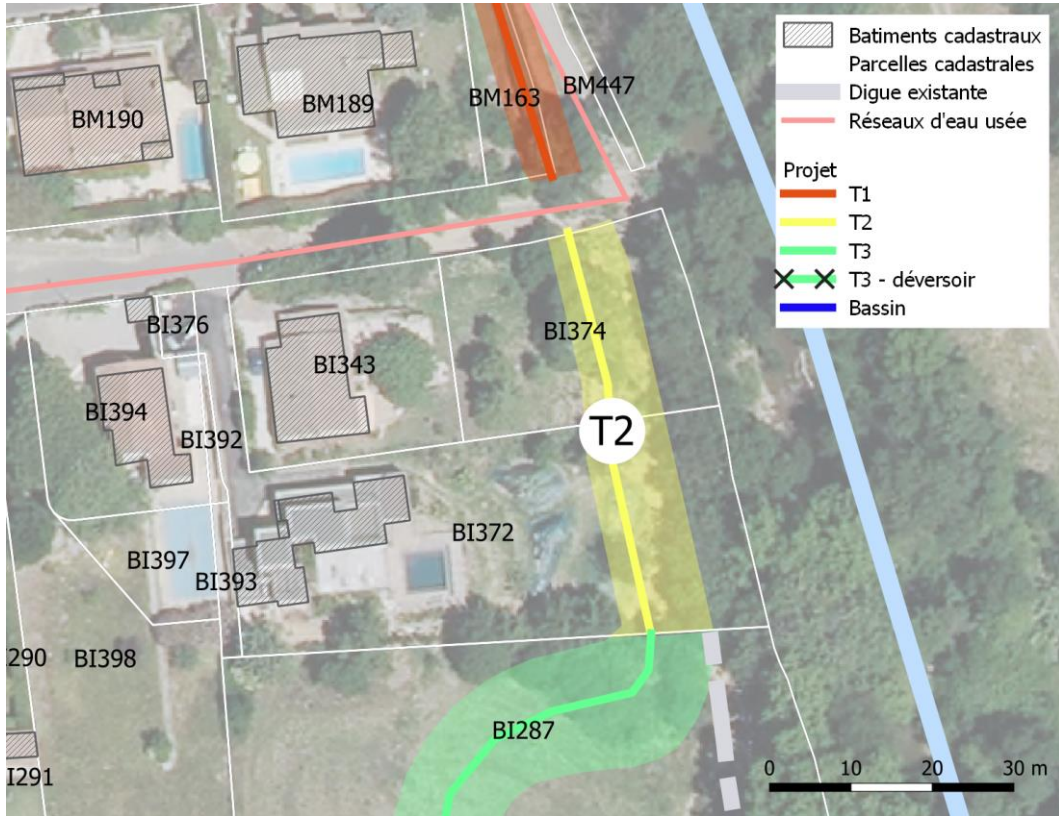 Batiments cadastraux
Parcelles cadastrales
Digue existante
Réseaux d'eau usée
Projet
T1
T2
T3
T3 - déversoir
Bassin
BM190
BM189
BM163
BM447
BI376
BI343
BI374
BI394
BI392
T2
BI372
BI397
BI393
I290
BI398
BI287
I291
0 10 20 30 m